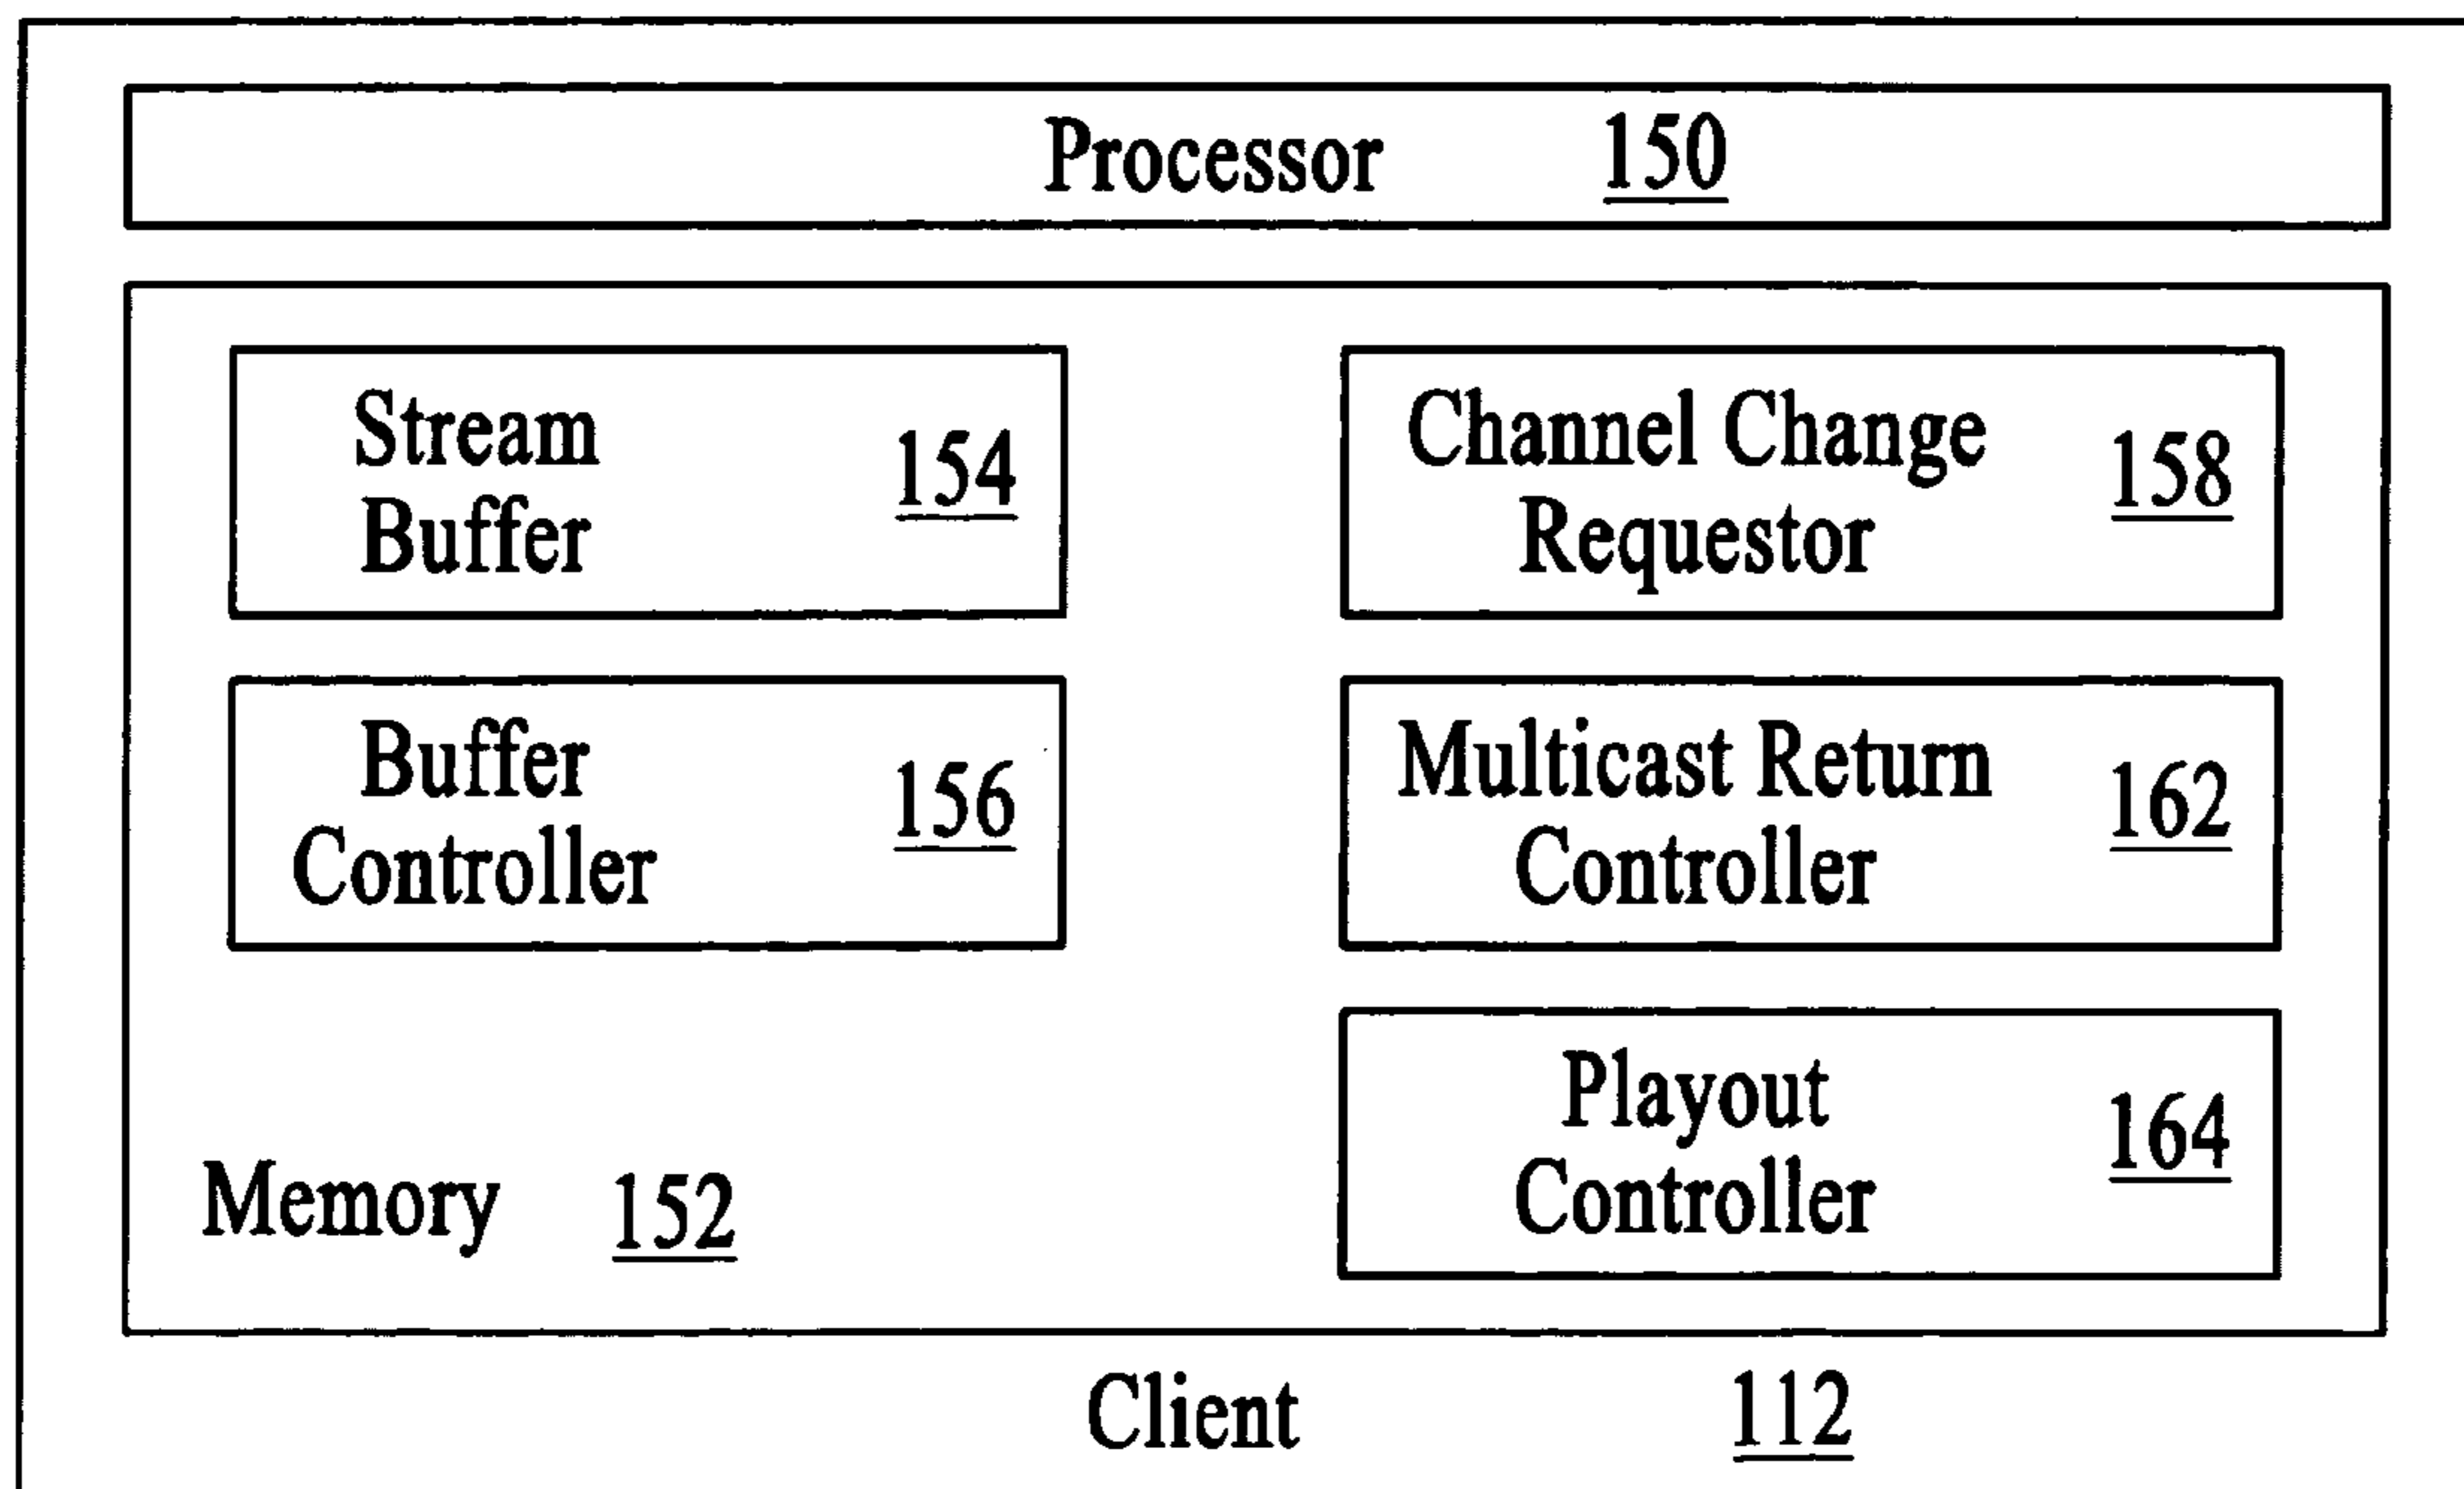 Processor 150
Stream
Buffer
154
Channel Change
Requestor
158
Buffer
Controller
156
Multicast Return
Controller
162
Playout
Controller
164
Memory 152
Client 112